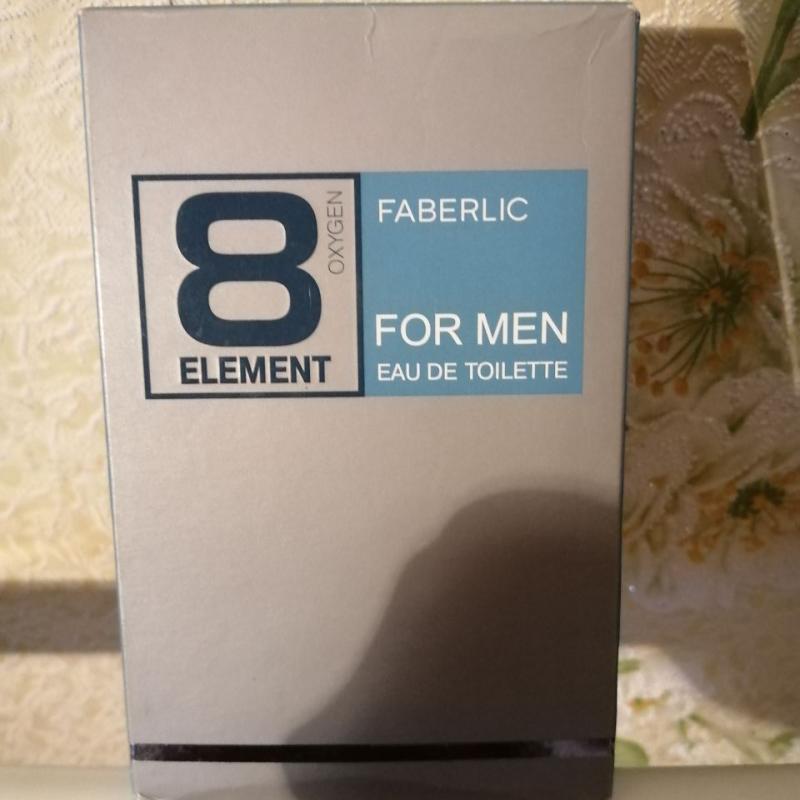 8
OXYGEN
ELEMENT
FABERLIC
FOR MEN
EAU DE TOILETTE